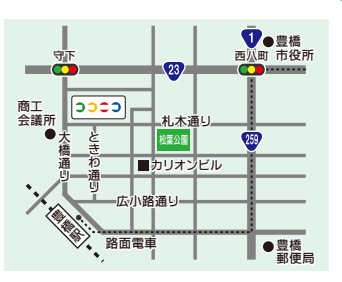 守下
23
1
西八町
豊橋
市役所
商工
会議所
大橋通り
ときわ通り
札木通り
松葉公園
259
カリオンビル
広小路通り
豊橋駅
路面電車
豊橋
郵便局